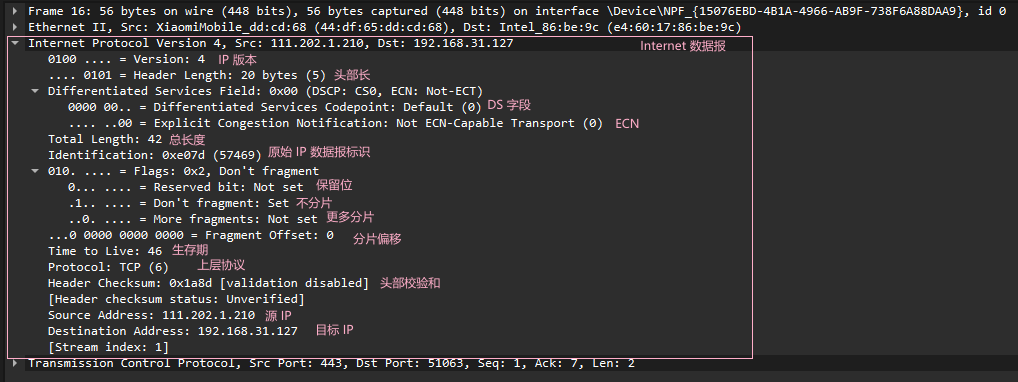 Frame 16: 56 bytes on wire (448 bits), 56 bytes captured (448 bits) on interface \Device\NPF_{15076EBD-4B1A-4966-AB9F-738F6A88DAA9}, id 0
Ethernet II, Src: XiaomiMobile_dd:cd:68 (44:df:65:dd:cd:68), Dst: Intel_86:be:9c (e4:60:17:86:be:9c)
Internet Protocol Version 4, Src: 111.202.1.210, Dst: 192.168.31.127 Internet 数据报
0100 .... = Version: 4 IP 版本
.... 0101 = Header Length: 20 bytes (5) 头部长
Differentiated Services Field: 0x00 (DSCP: CS0, ECN: Not-ECT)
0000 00.. = Differentiated Services Codepoint: Default (0) DS 字段
.... ..00 = Explicit Congestion Notification: Not ECN-Capable Transport (0) ECN
Total Length: 42 总长度
Identification: 0xe07d (57469) 原始 IP 数据报标识
010. .... = Flags: 0x2, Don't fragment
0... .... = Reserved bit: Not set 保留位
.1.. .... = Don't fragment: Set 不分片
..0. .... = More fragments: Not set 更多分片
...0 0000 0000 0000 = Fragment Offset: 0 分片偏移
Time to Live: 46 生存期
Protocol: TCP (6) 上层协议
Header Checksum: 0x1a8d [validation disabled] 头部校验和
[Header checksum status: Unverified]
Source Address: 111.202.1.210 源 IP
Destination Address: 192.168.31.127 目标 IP
[Stream index: 1]
Transmission Control Protocol, Src Port: 443, Dst Port: 51063, Seq: 1, Ack: 7, Len: 2